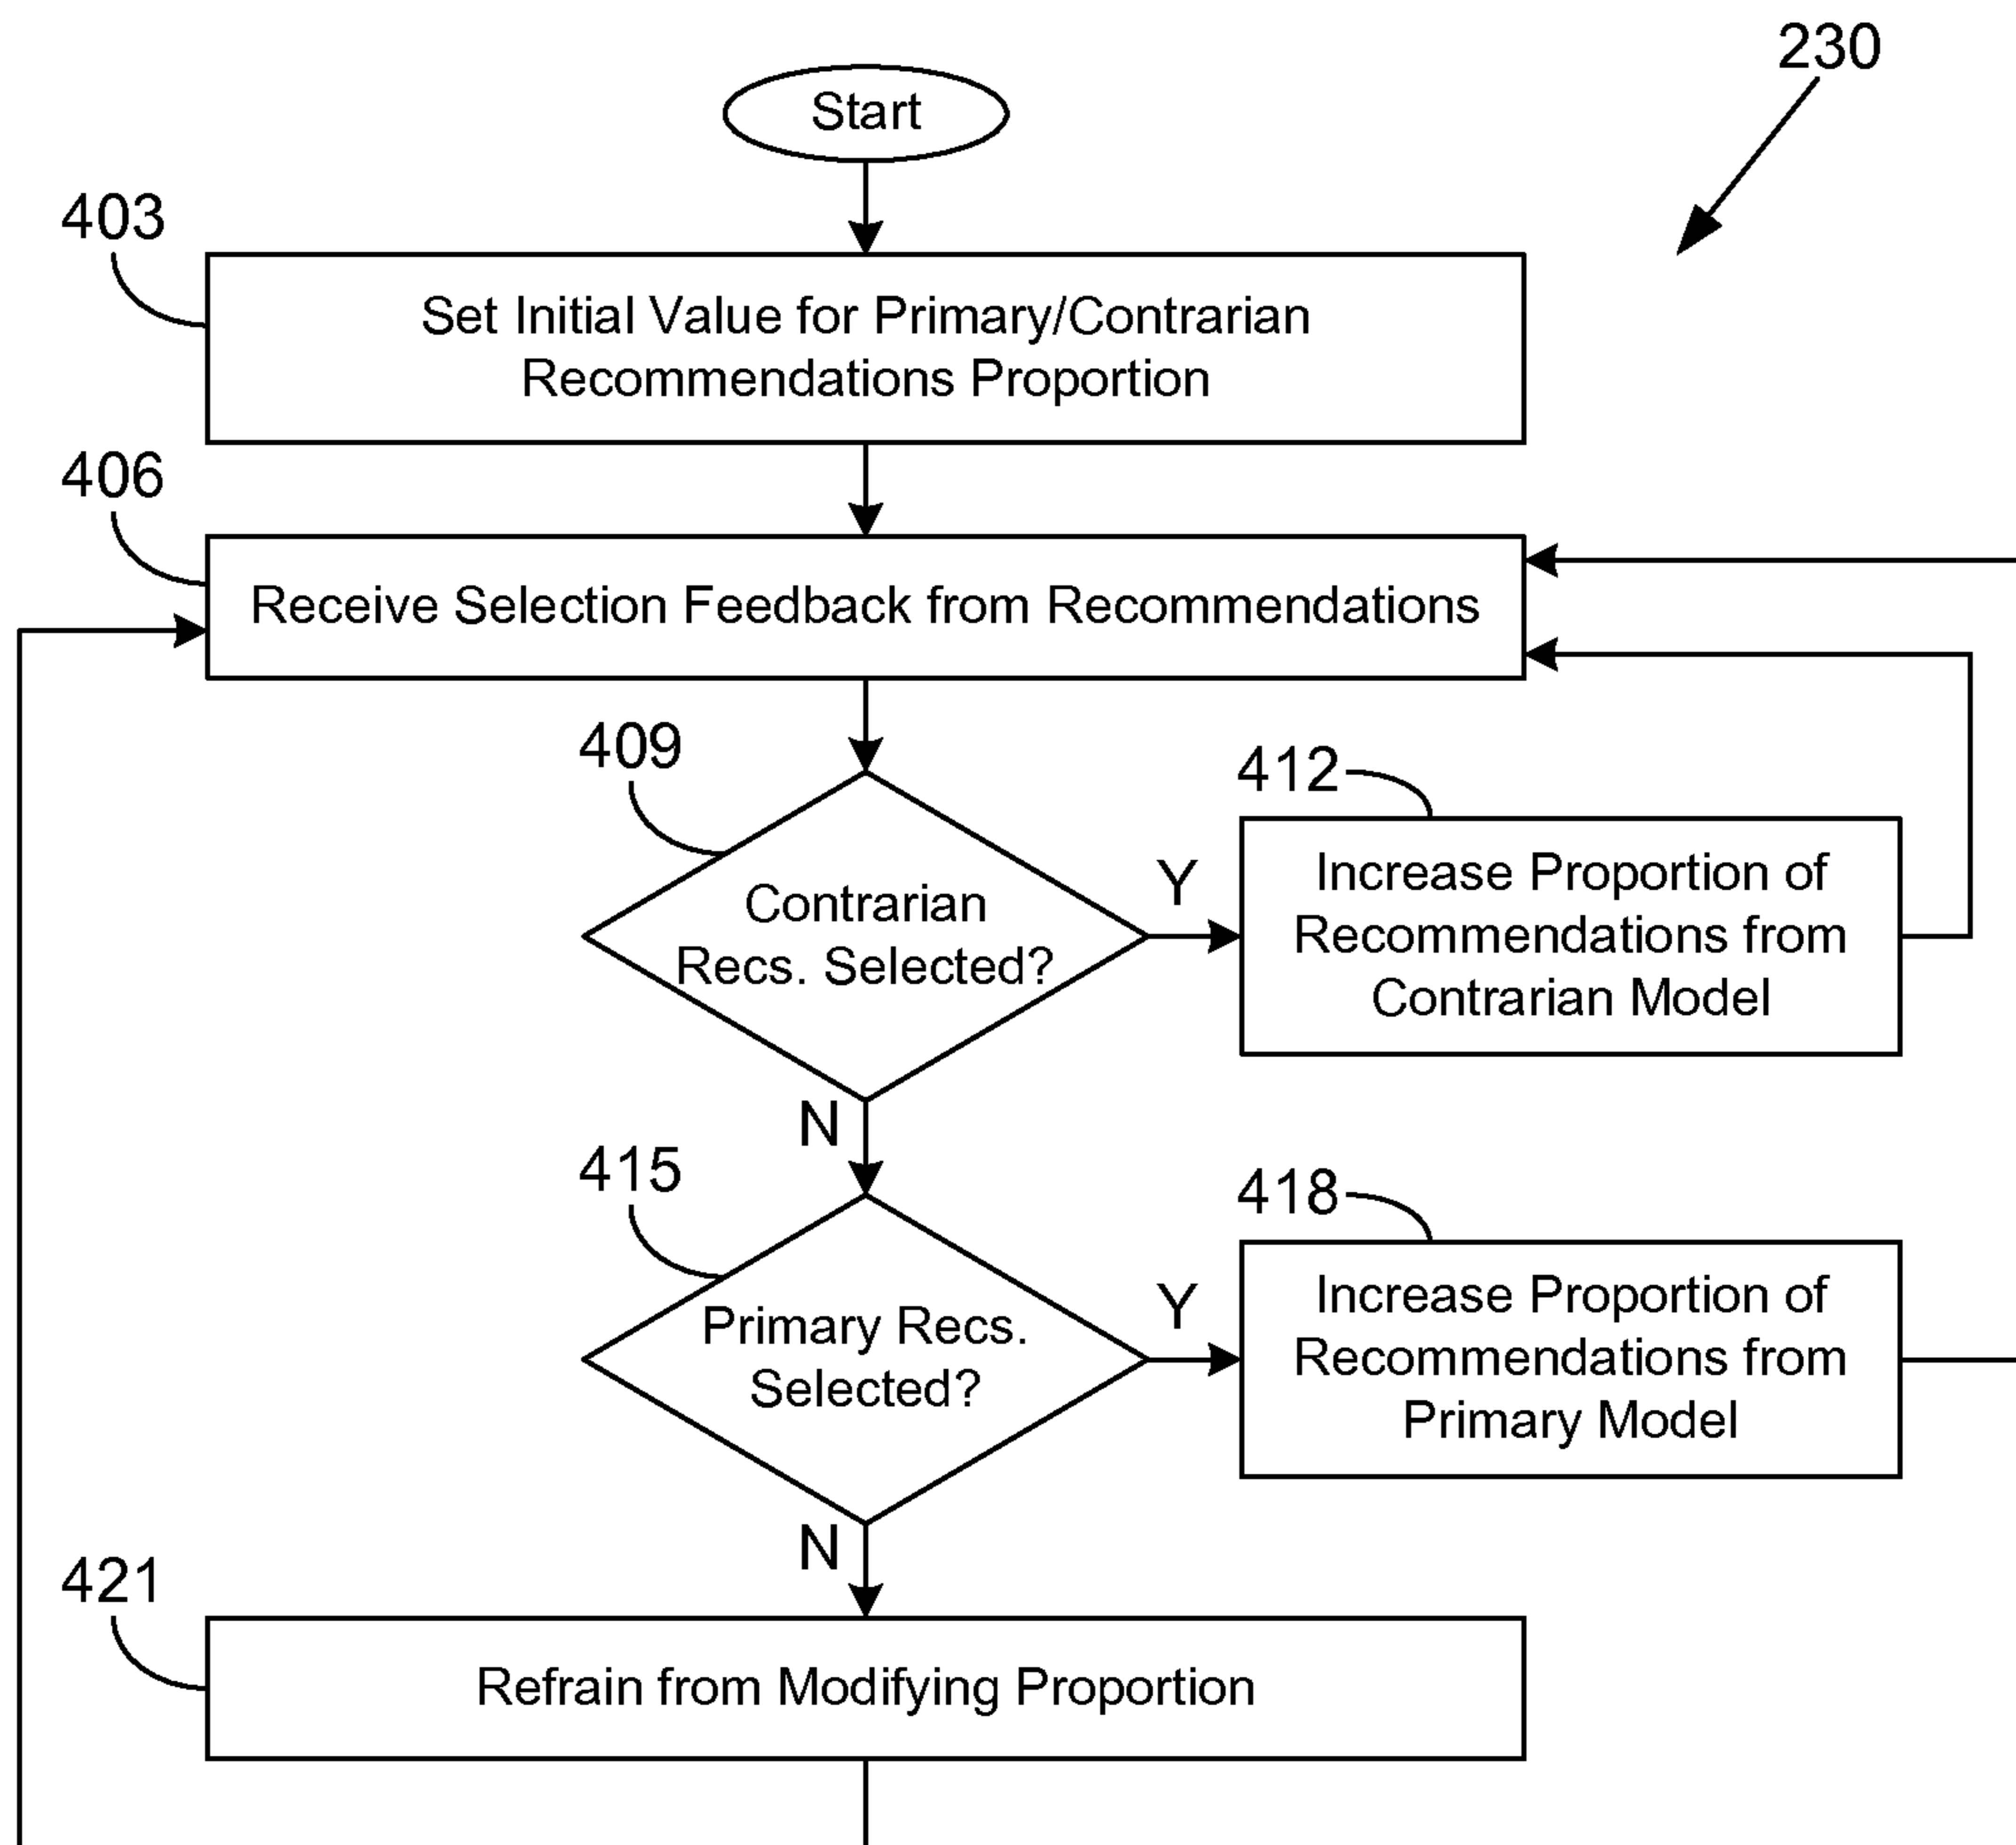 230
Start
403
Set Initial Value for Primary/Contrarian
Recommendations Proportion
406
Receive Selection Feedback from Recommendations
409
Contrarian
Recs. Selected?
Y
412
Increase Proportion of
Recommendations from
Contrarian Model
N
415
Primary Recs.
Selected?
Y
418
Increase Proportion of
Recommendations from
Primary Model
N
421
Refrain from Modifying Proportion